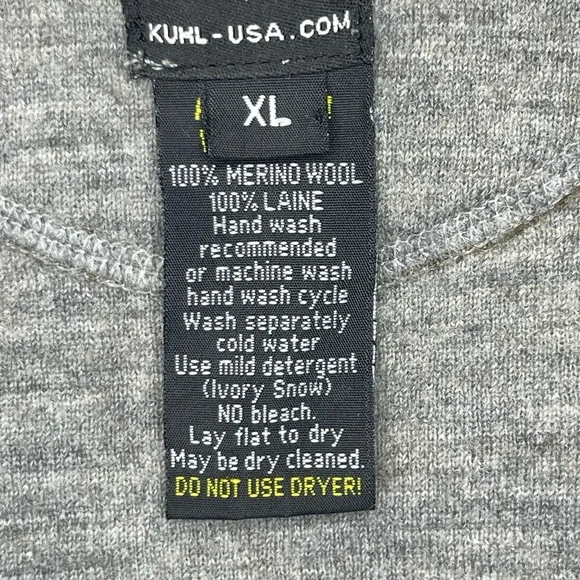 KUHL-USA.COM
XL
100% MERINO WOOL
100% LAINE
Hand wash
recommended
or machine wash
hand wash cycle
Wash separately
cold water
Use mild detergent
(Ivory Snow)
NO bleach.
Lay flat to dry
May be dry cleaned.
DO NOT USE DRYER!